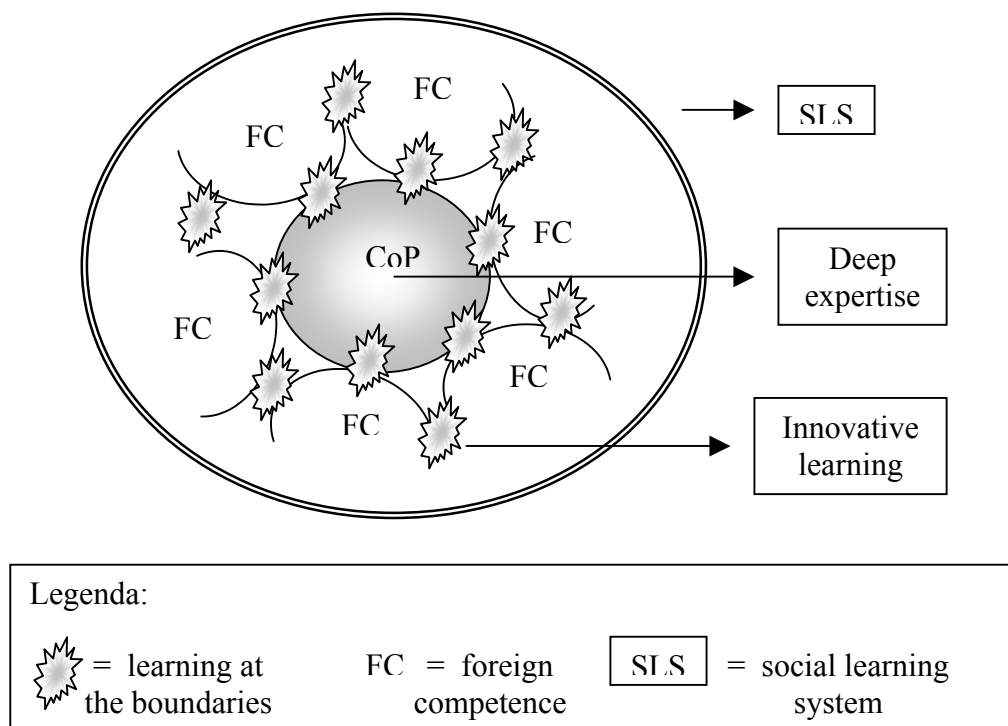 FC
FC
SLS
FC
CoP
Deep
expertise
FC
FC
FC
Innovative
learning
Legenda:
= learning at
the boundaries
FC = foreign
competence
SLS = social learning
system